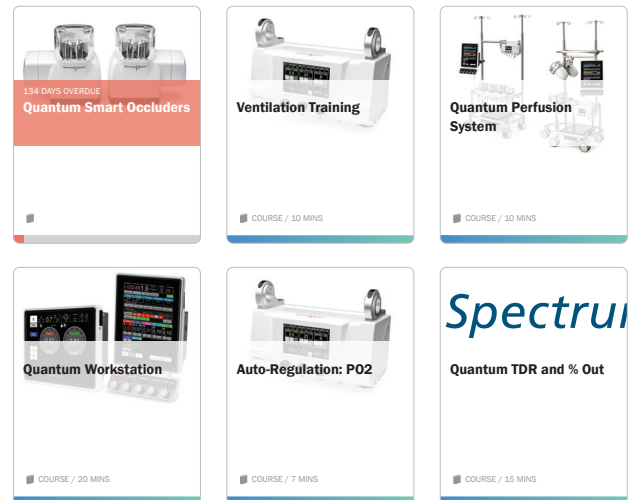 134 DAYS OVERDUE
Quantum Smart Occluders
Ventilation Training
COURSE / 10 MINS
Quantum Perfusion
System
COURSE / 10 MINS
Quantum Workstation
COURSE / 20 MINS
Auto-Regulation: PO2
COURSE / 7 MINS
Spectru
Quantum TDR and % Out
COURSE / 15 MINS